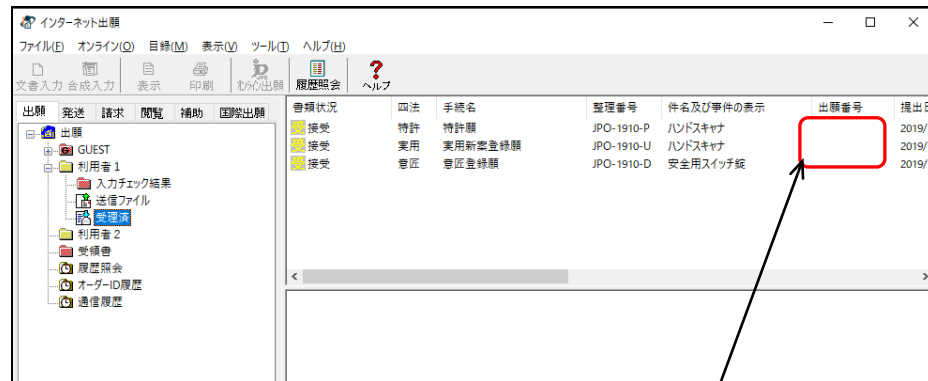 インターネット出願
ファイル(F) オンライン(O) 目録(M) 表示(V) ツール(T) ヘルプ(H)
文書入力 合成入力 表示 印刷 わらじ出願 履歴照会 ヘルプ
出願 発送 請求 閲覧 補助 国際出願
書類状況 四法 手続名 整理番号 件名及び事件の表示 出願番号 提出日
受 接受 特許 特許願 JPO-1910-P ハンドスキャナ 2019/
受 接受 実用 実用新案登録願 JPO-1910-U ハンドスキャナ 2019/
受 接受 意匠 意匠登録願 JPO-1910-D 安全用スイッチ錠 2019/
出願
GUEST
利用者1
入力チェック結果
送信ファイル
受理済
利用者2
受領書
履歴照会
オーダーID履歴
通信履歴